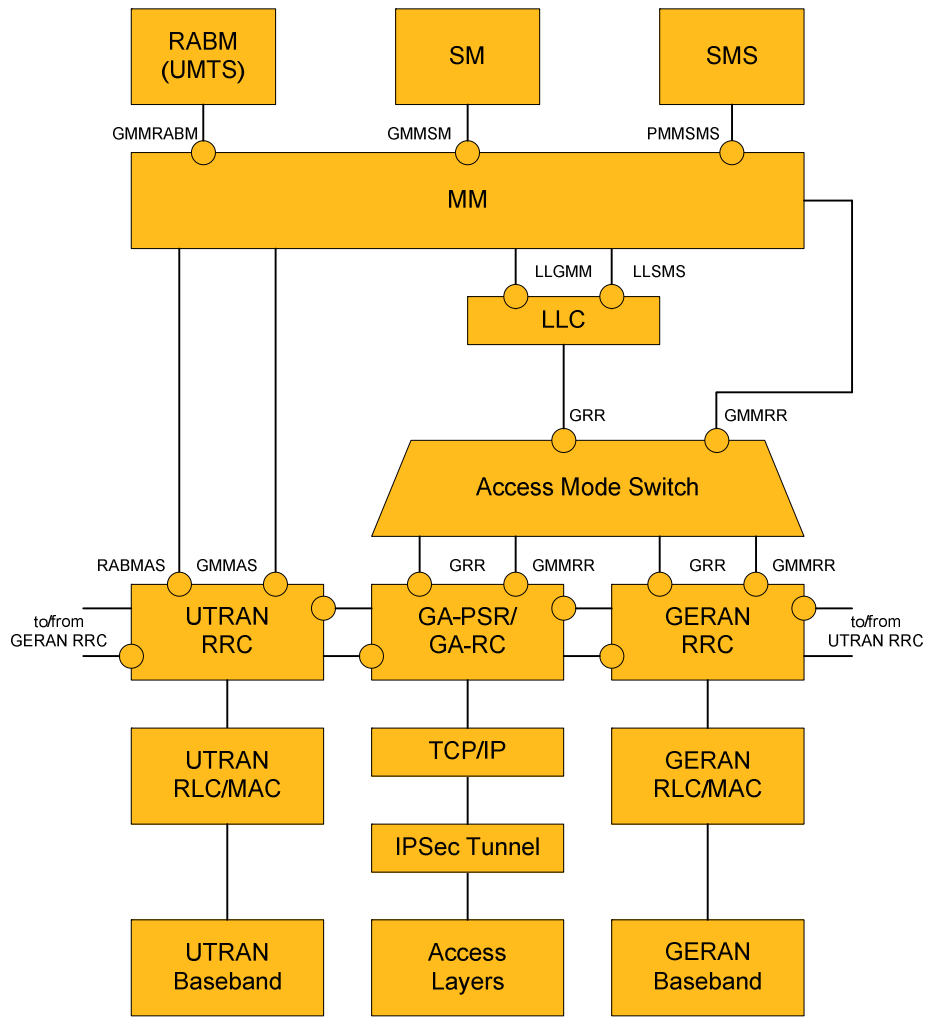 RABM
(UMTS)
SM
SMS
GMMRABM
GMMSM
PMMSMS
MM
LLGMM
LLSMS
LLC
GRR
GMMRR
Access Mode Switch
RABMAS
GMMAS
GRR
GMMRR
GRR
GMMRR
to/from
GERAN RRC
UTRAN
RRC
GA-PSR/
GA-RC
GERAN
RRC
to/from
UTRAN RRC
UTRAN
RLC/MAC
TCP/IP
GERAN
RLC/MAC
IPSec Tunnel
UTRAN
Baseband
Access
Layers
GERAN
Baseband